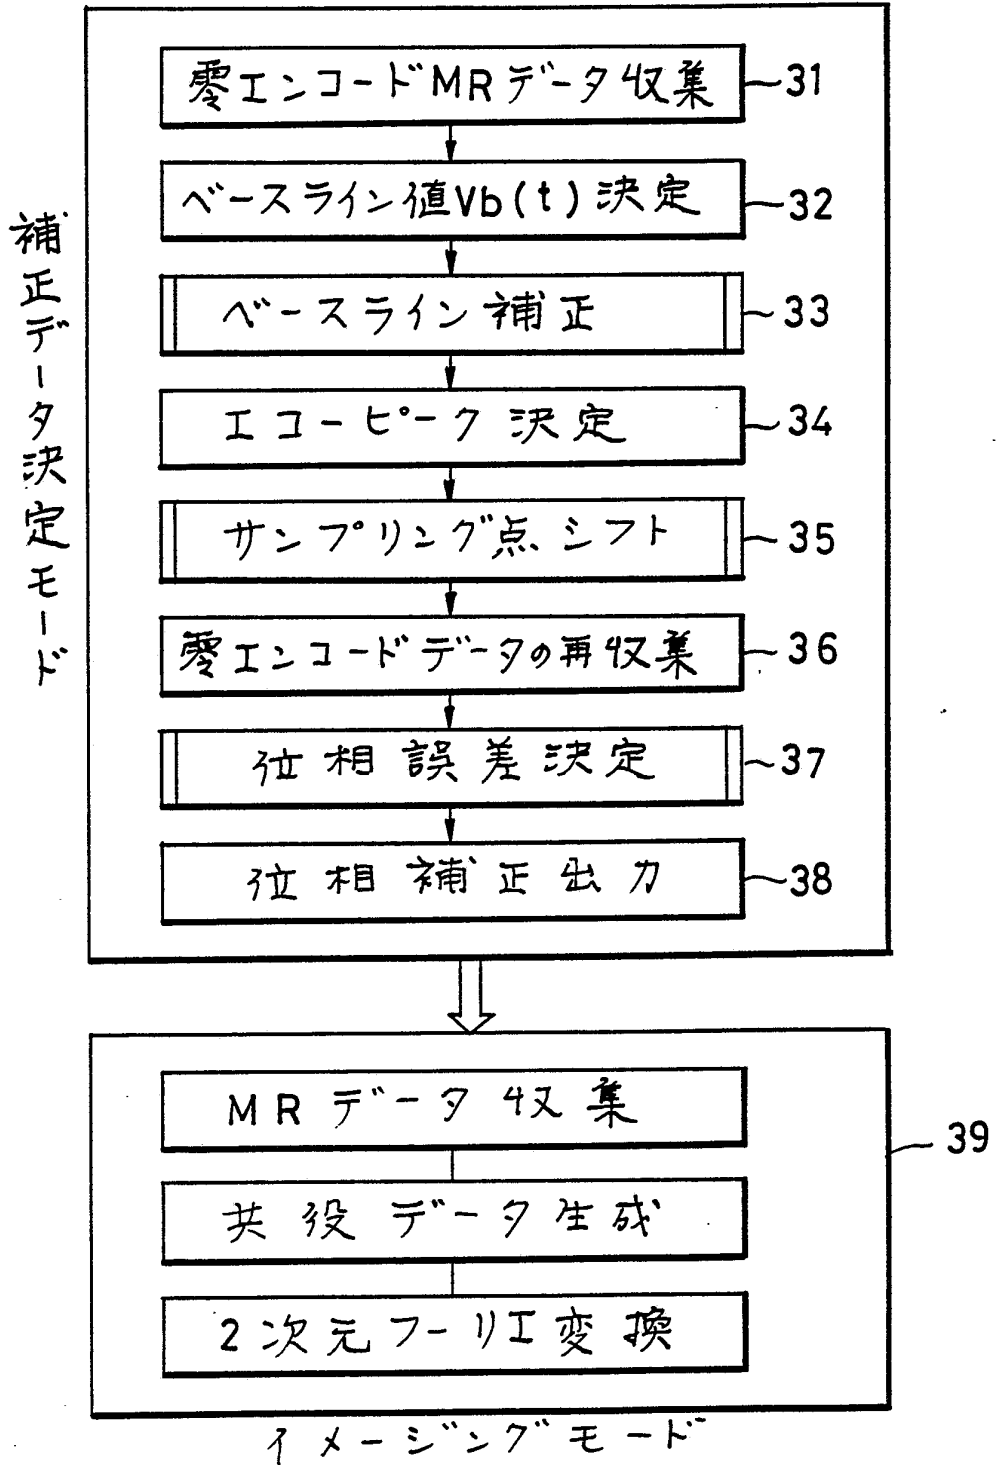 零エンコードMRデータ収集 31
ベースライン値Vb(t)決定 32
ベースライン補正 33
エコーピーク決定 34
サンプリング点シフト 35
零エンコードデータの再収集 36
位相誤差決定 37
位相補正出力 38
補正データ決定モード
MRデータ収集
39
共役データ生成
2次元フーリエ変換
イメージングモード